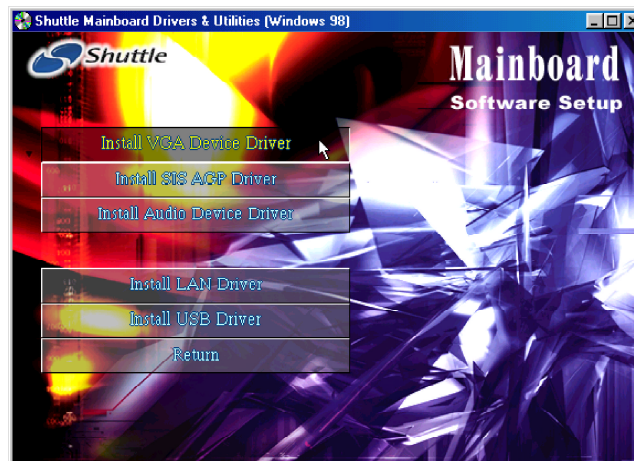 Shuttle Mainboard Drivers & Utilities (Windows 98)
Shuttle
Mainboard
Software Setup
Install VGA Device Driver
Install SIS AGP Driver
Install Audio Device Driver
Install LAN Driver
Install USB Driver
Return